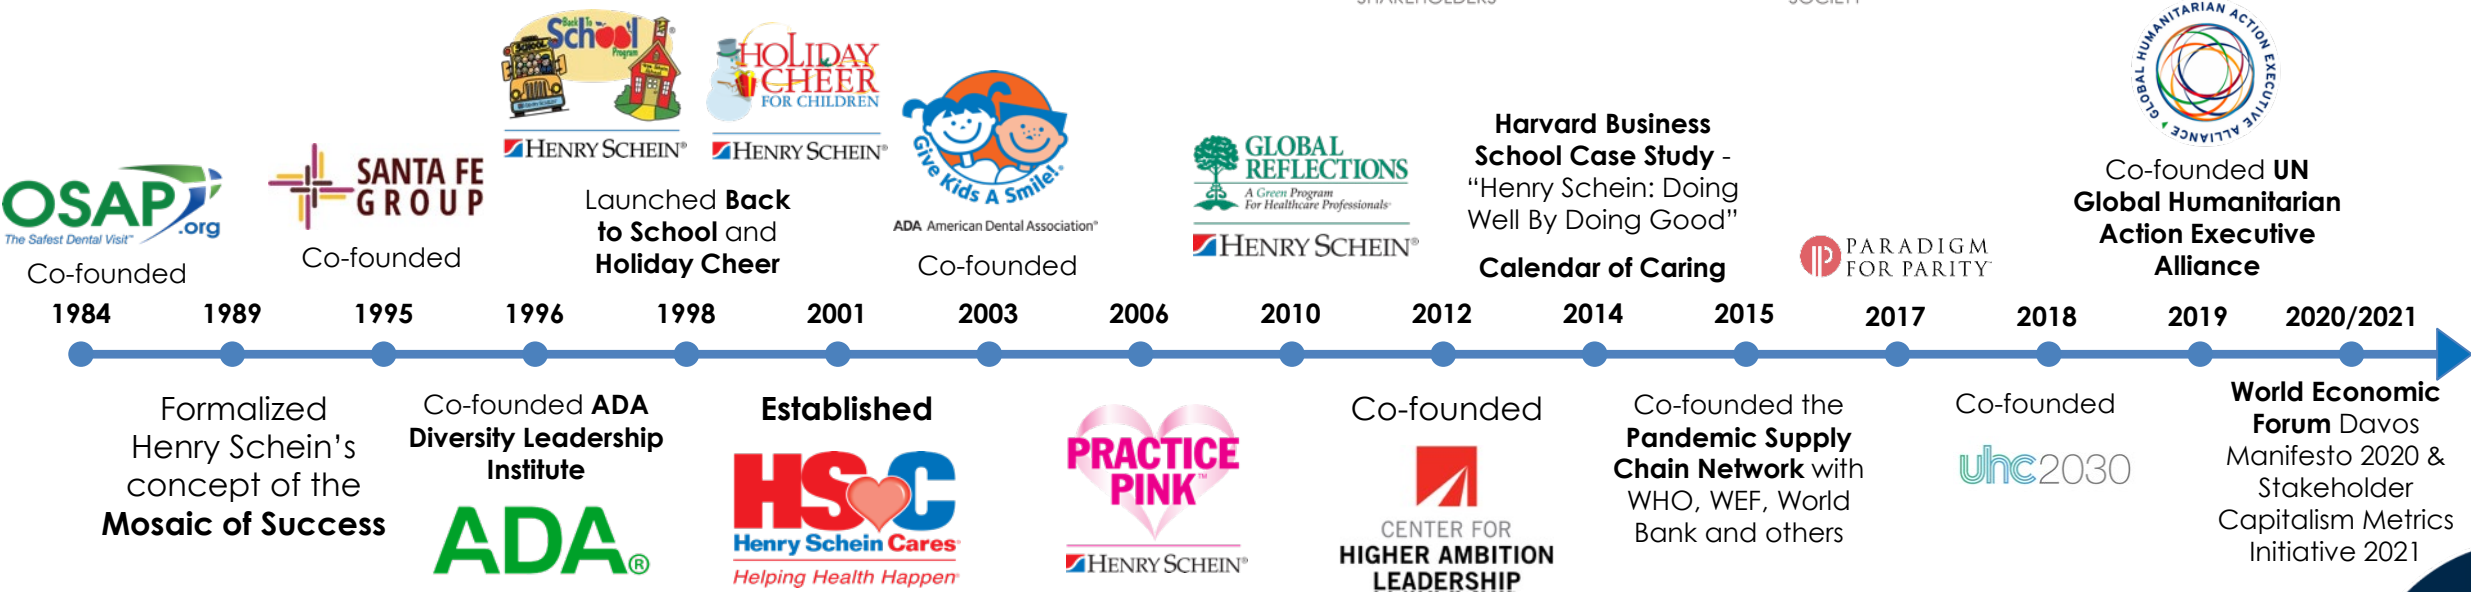 SHAREHOLDERS
SOCIETY
OSAP
.org
The Safest Dental Visit™
Co-founded
SANTA FE
GROUP
Co-founded
Back To
School
Program
SCHOOL
HENRY SCHEIN®
HOLIDAY
CHEER
FOR CHILDREN
HENRY SCHEIN®
Launched Back
to School and
Holiday Cheer
Give Kids A Smile!
ADA American Dental Association®
Co-founded
GLOBAL
REFLECTIONS
A Green Program
For Healthcare Professionals
HENRY SCHEIN®
Harvard Business
School Case Study -
“Henry Schein: Doing
Well By Doing Good”
Calendar of Caring
PARADIGM
FOR PARITY
GLOBAL HUMANITARIAN ACTION EXECUTIVE ALLIANCE
Co-founded UN
Global Humanitarian
Action Executive
Alliance
1984 1989 1995 1996 1998 2001 2003 2006 2010 2012 2014 2015 2017 2018 2019 2020/2021
Formalized
Henry Schein’s
concept of the
Mosaic of Success
Co-founded ADA
Diversity Leadership
Institute
ADA®
Established
HSC
Henry Schein Cares
Helping Health Happen
PRACTICE
PINK™
HENRY SCHEIN®
Co-founded
CENTER FOR
HIGHER AMBITION
LEADERSHIP
Co-founded the
Pandemic Supply
Chain Network with
WHO, WEF, World
Bank and others
Co-founded
uhc2030
World Economic
Forum Davos
Manifesto 2020 &
Stakeholder
Capitalism Metrics
Initiative 2021